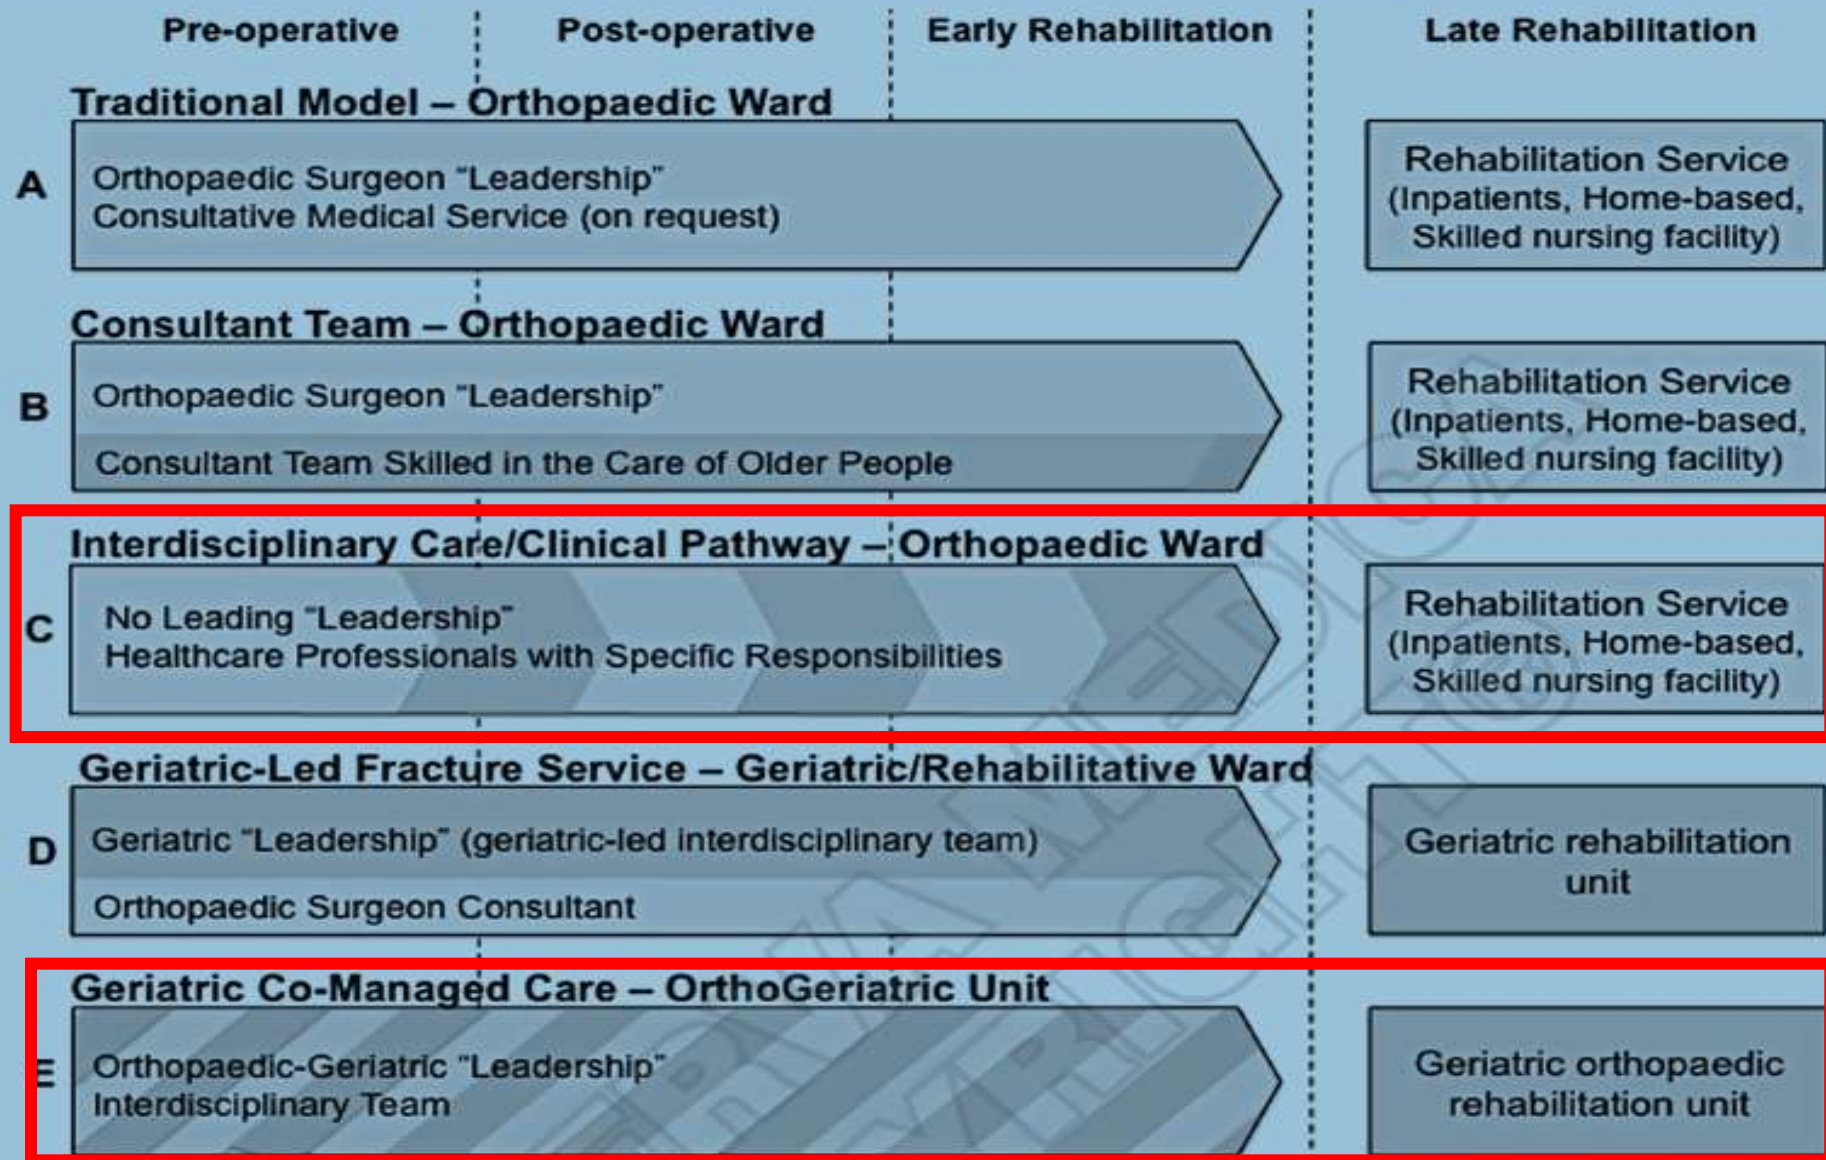 Pre-operative
Post-operative
Early Rehabilitation
Late Rehabilitation
Traditional Model – Orthopaedic Ward
A
Orthopaedic Surgeon “Leadership”
Consultative Medical Service (on request)
Rehabilitation Service
(Inpatients, Home-based,
Skilled nursing facility)
Consultant Team – Orthopaedic Ward
B
Orthopaedic Surgeon “Leadership”
Consultant Team Skilled in the Care of Older People
Rehabilitation Service
(Inpatients, Home-based,
Skilled nursing facility)
Interdisciplinary Care/Clinical Pathway – Orthopaedic Ward
C
No Leading “Leadership”
Healthcare Professionals with Specific Responsibilities
Rehabilitation Service
(Inpatients, Home-based,
Skilled nursing facility)
Geriatric-Led Fracture Service – Geriatric/Rehabilitative Ward
D
Geriatric “Leadership” (geriatric-led interdisciplinary team)
Orthopaedic Surgeon Consultant
Geriatric rehabilitation
unit
Geriatric Co-Managed Care – OrthoGeriatric Unit
E
Orthopaedic-Geriatric “Leadership”
Interdisciplinary Team
Geriatric orthopaedic
rehabilitation unit